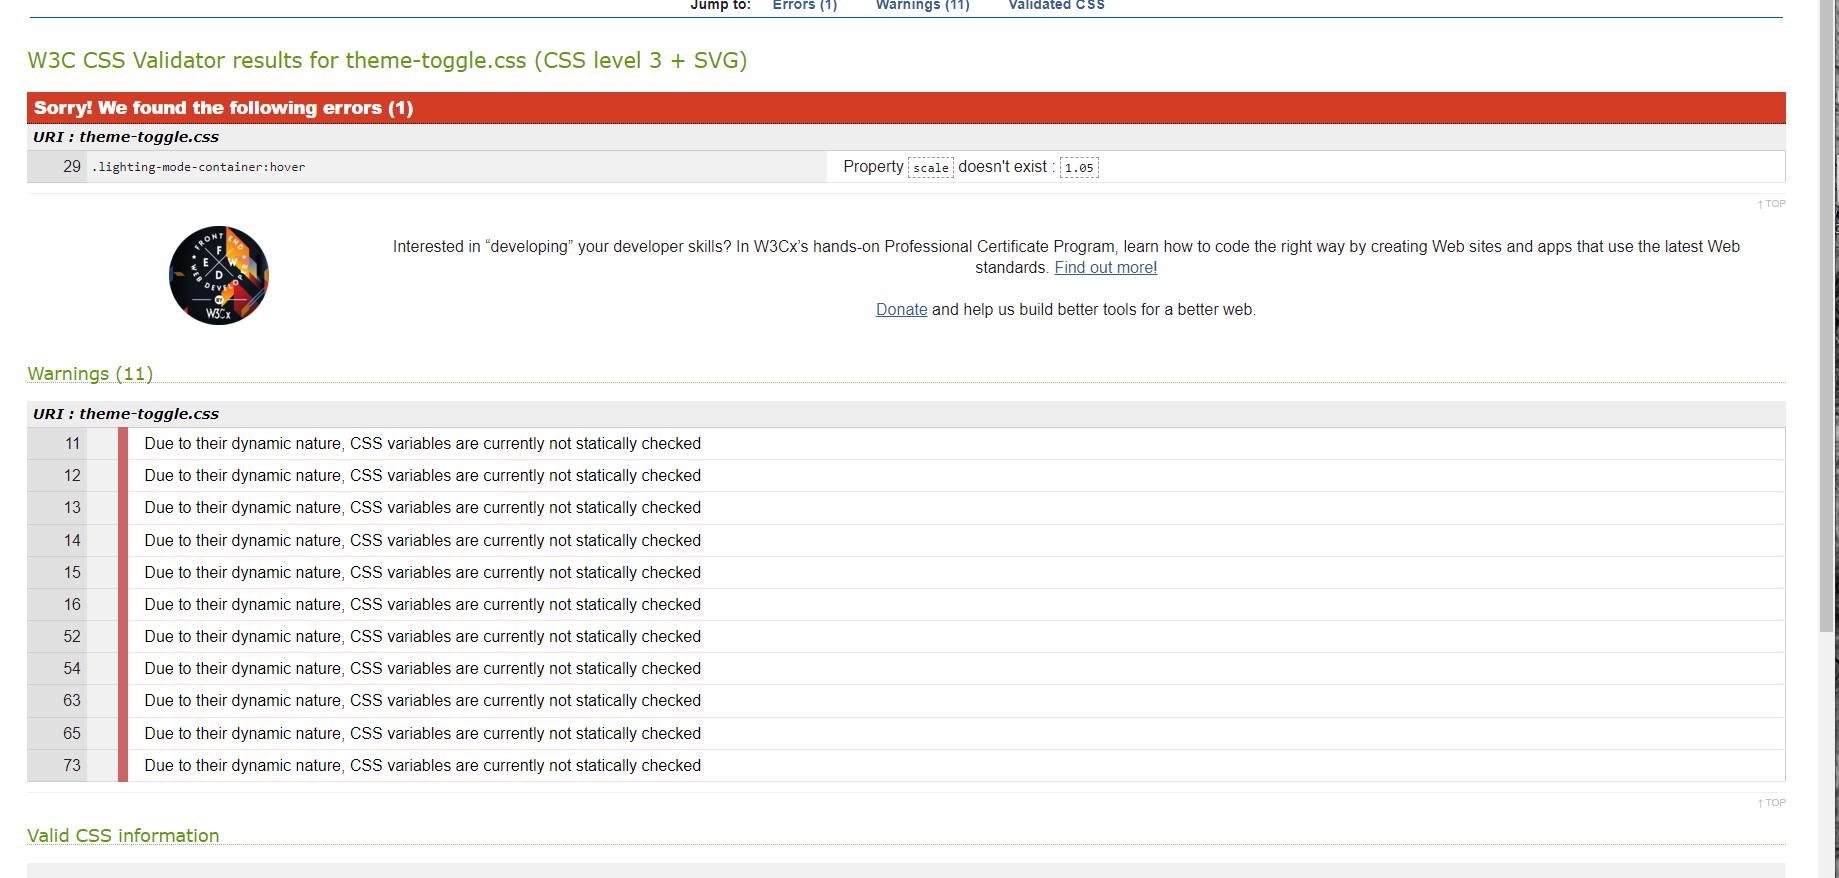 Jump to: Errors (1) Warnings (11) Validated CSS
W3C CSS Validator results for theme-toggle.css (CSS level 3 + SVG)
Sorry! We found the following errors (1)
URI : theme-toggle.css
29 .lighting-mode-container:hover Property scale doesn't exist : 1.05
↑ TOP
FRONT END
F
E W
D
WEB DEVELOPER
BY
W3Cx
Interested in “developing” your developer skills? In W3Cx’s hands-on Professional Certificate Program, learn how to code the right way by creating Web sites and apps that use the latest Web
standards. Find out more!
Donate and help us build better tools for a better web.
Warnings (11)
URI : theme-toggle.css
11 Due to their dynamic nature, CSS variables are currently not statically checked
12 Due to their dynamic nature, CSS variables are currently not statically checked
13 Due to their dynamic nature, CSS variables are currently not statically checked
14 Due to their dynamic nature, CSS variables are currently not statically checked
15 Due to their dynamic nature, CSS variables are currently not statically checked
16 Due to their dynamic nature, CSS variables are currently not statically checked
52 Due to their dynamic nature, CSS variables are currently not statically checked
54 Due to their dynamic nature, CSS variables are currently not statically checked
63 Due to their dynamic nature, CSS variables are currently not statically checked
65 Due to their dynamic nature, CSS variables are currently not statically checked
73 Due to their dynamic nature, CSS variables are currently not statically checked
↑ TOP
Valid CSS information